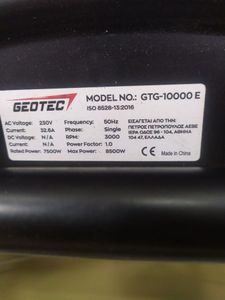 GEOTEC
MODEL NO.: GTG-10000 E
ISO 8528-13:2016
AC Voltage: 230V Frequency: 50Hz
Current: 32.6A Phase: Single
DC Voltage: N/A RPM: 3000
Current: N/A Power Factor: 1.0
Rated Power: 7500W Max Power: 8500W
ΕΙΣΑΓΕΤΑΙ ΑΠΟ ΤΗΝ:
ΠΕΤΡΟΣ ΠΕΤΡΟΠΟΥΛΟΣ ΑΕΒΕ
ΙΕΡΑ ΟΔΟΣ 96 - 104, ΑΘΗΝΑ
104 47, ΕΛΛΑΔΑ
Made in China